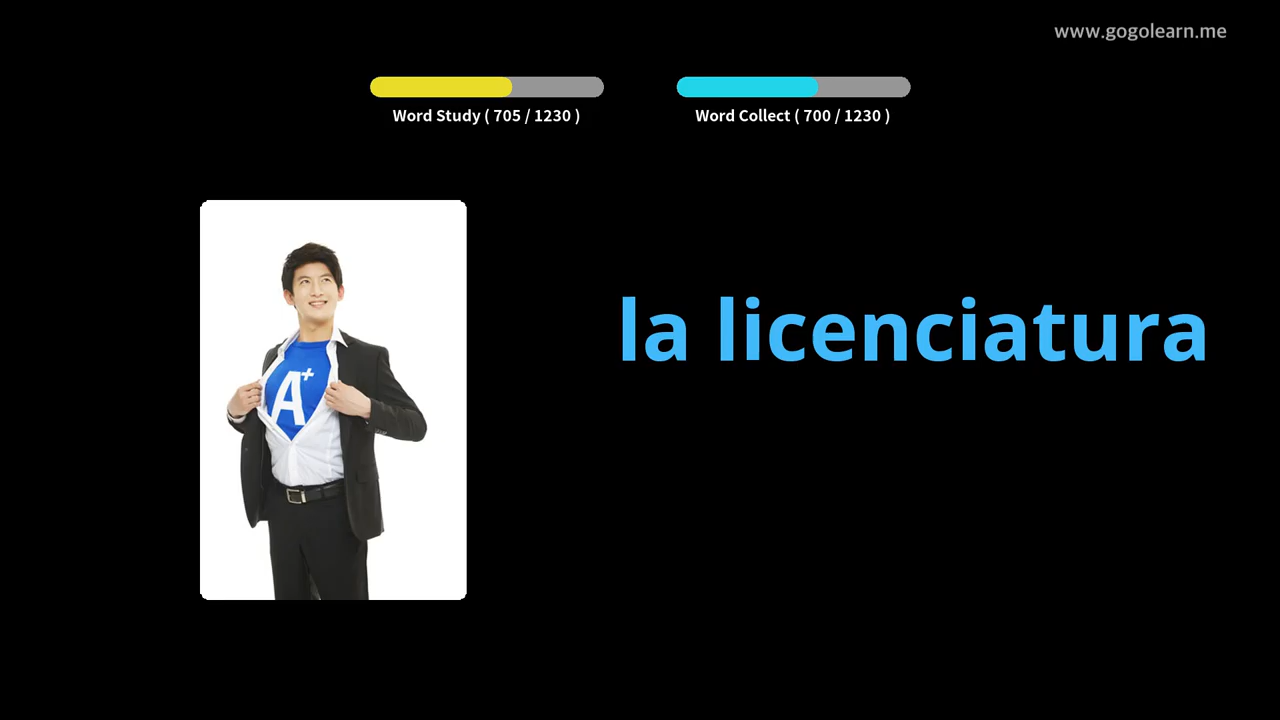 www.gogolearn.me
Word Study ( 705 / 1230 )
Word Collect ( 700 / 1230 )
A+
la licenciatura